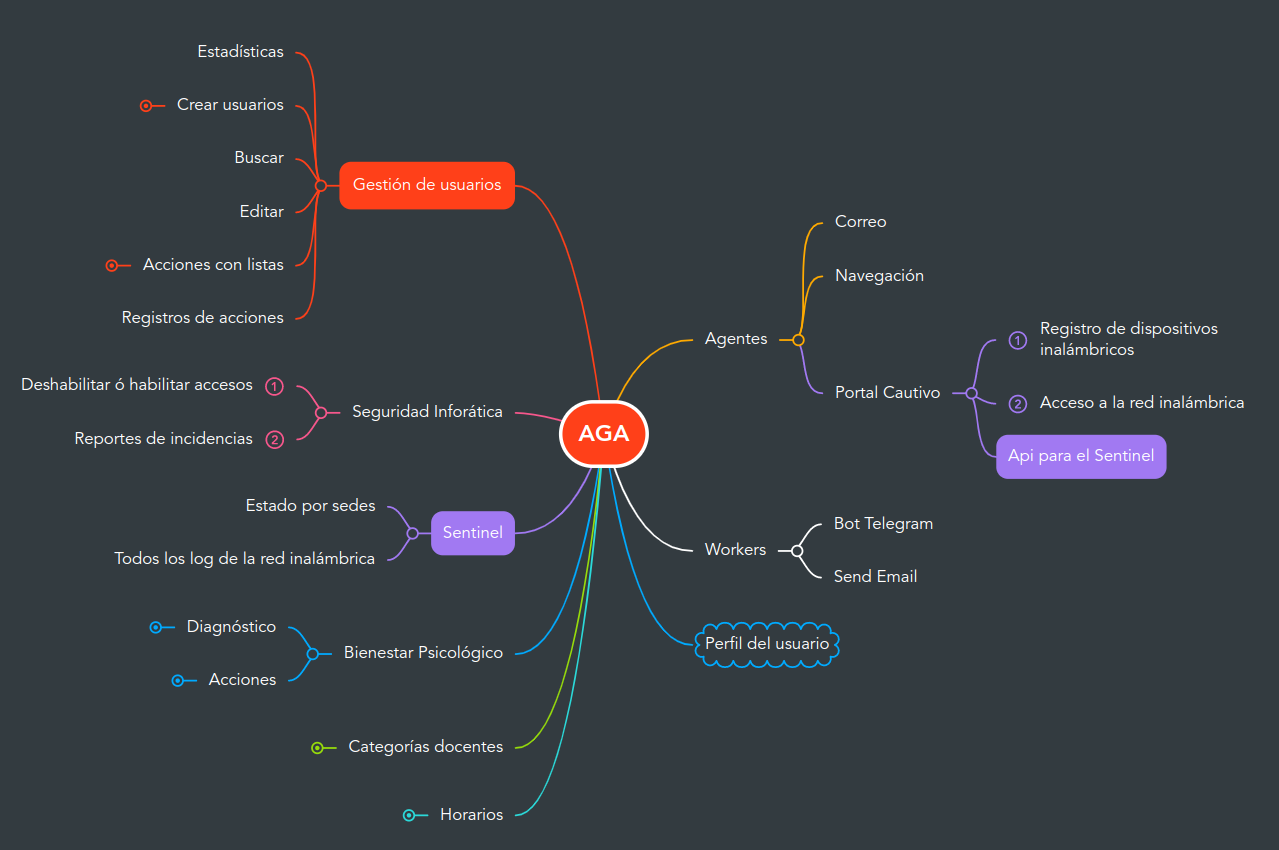 Estadísticas
Crear usuarios
Buscar
Gestión de usuarios
Editar
Acciones con listas
Registros de acciones
Deshabilitar ó habilitar accesos 1
Reportes de incidencias 2
Seguridad Inforática
AGA
Estado por sedes
Todos los log de la red inalámbrica
Sentinel
Diagnóstico
Acciones
Bienestar Psicológico
Categorías docentes
Horarios
Correo
Navegación
Agentes
Portal Cautivo
1 Registro de dispositivos
inalámbricos
2 Acceso a la red inalámbrica
Api para el Sentinel
Workers
Bot Telegram
Send Email
Perfil del usuario